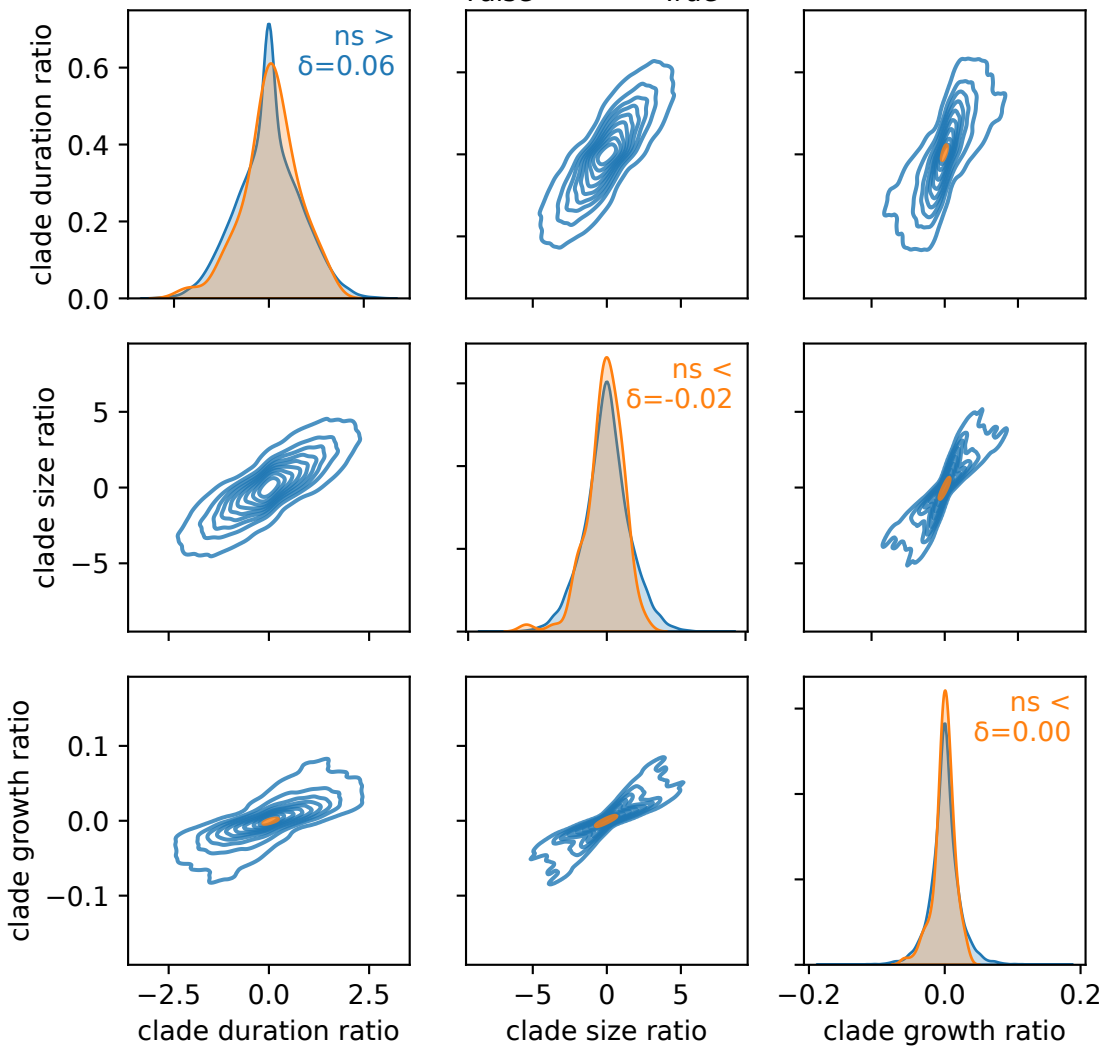 clade duration ratio
0.6
0.4
0.2
0.0
ns >
δ=0.06
clade size ratio
5
0
−5
ns <
δ=-0.02
clade growth ratio
0.1
0.0
−0.1
ns <
δ=0.00
−2.5 0.0 2.5
−5 0 5
−0.2 0.0 0.2
clade duration ratio
clade size ratio
clade growth ratio